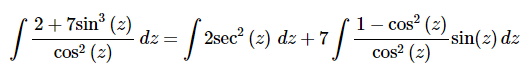 ∫ (2 + 7sin³ (z))/(cos² (z)) dz = ∫ 2sec² (z) dz + 7 ∫ (1 − cos² (z))/(cos² (z)) sin(z) dz